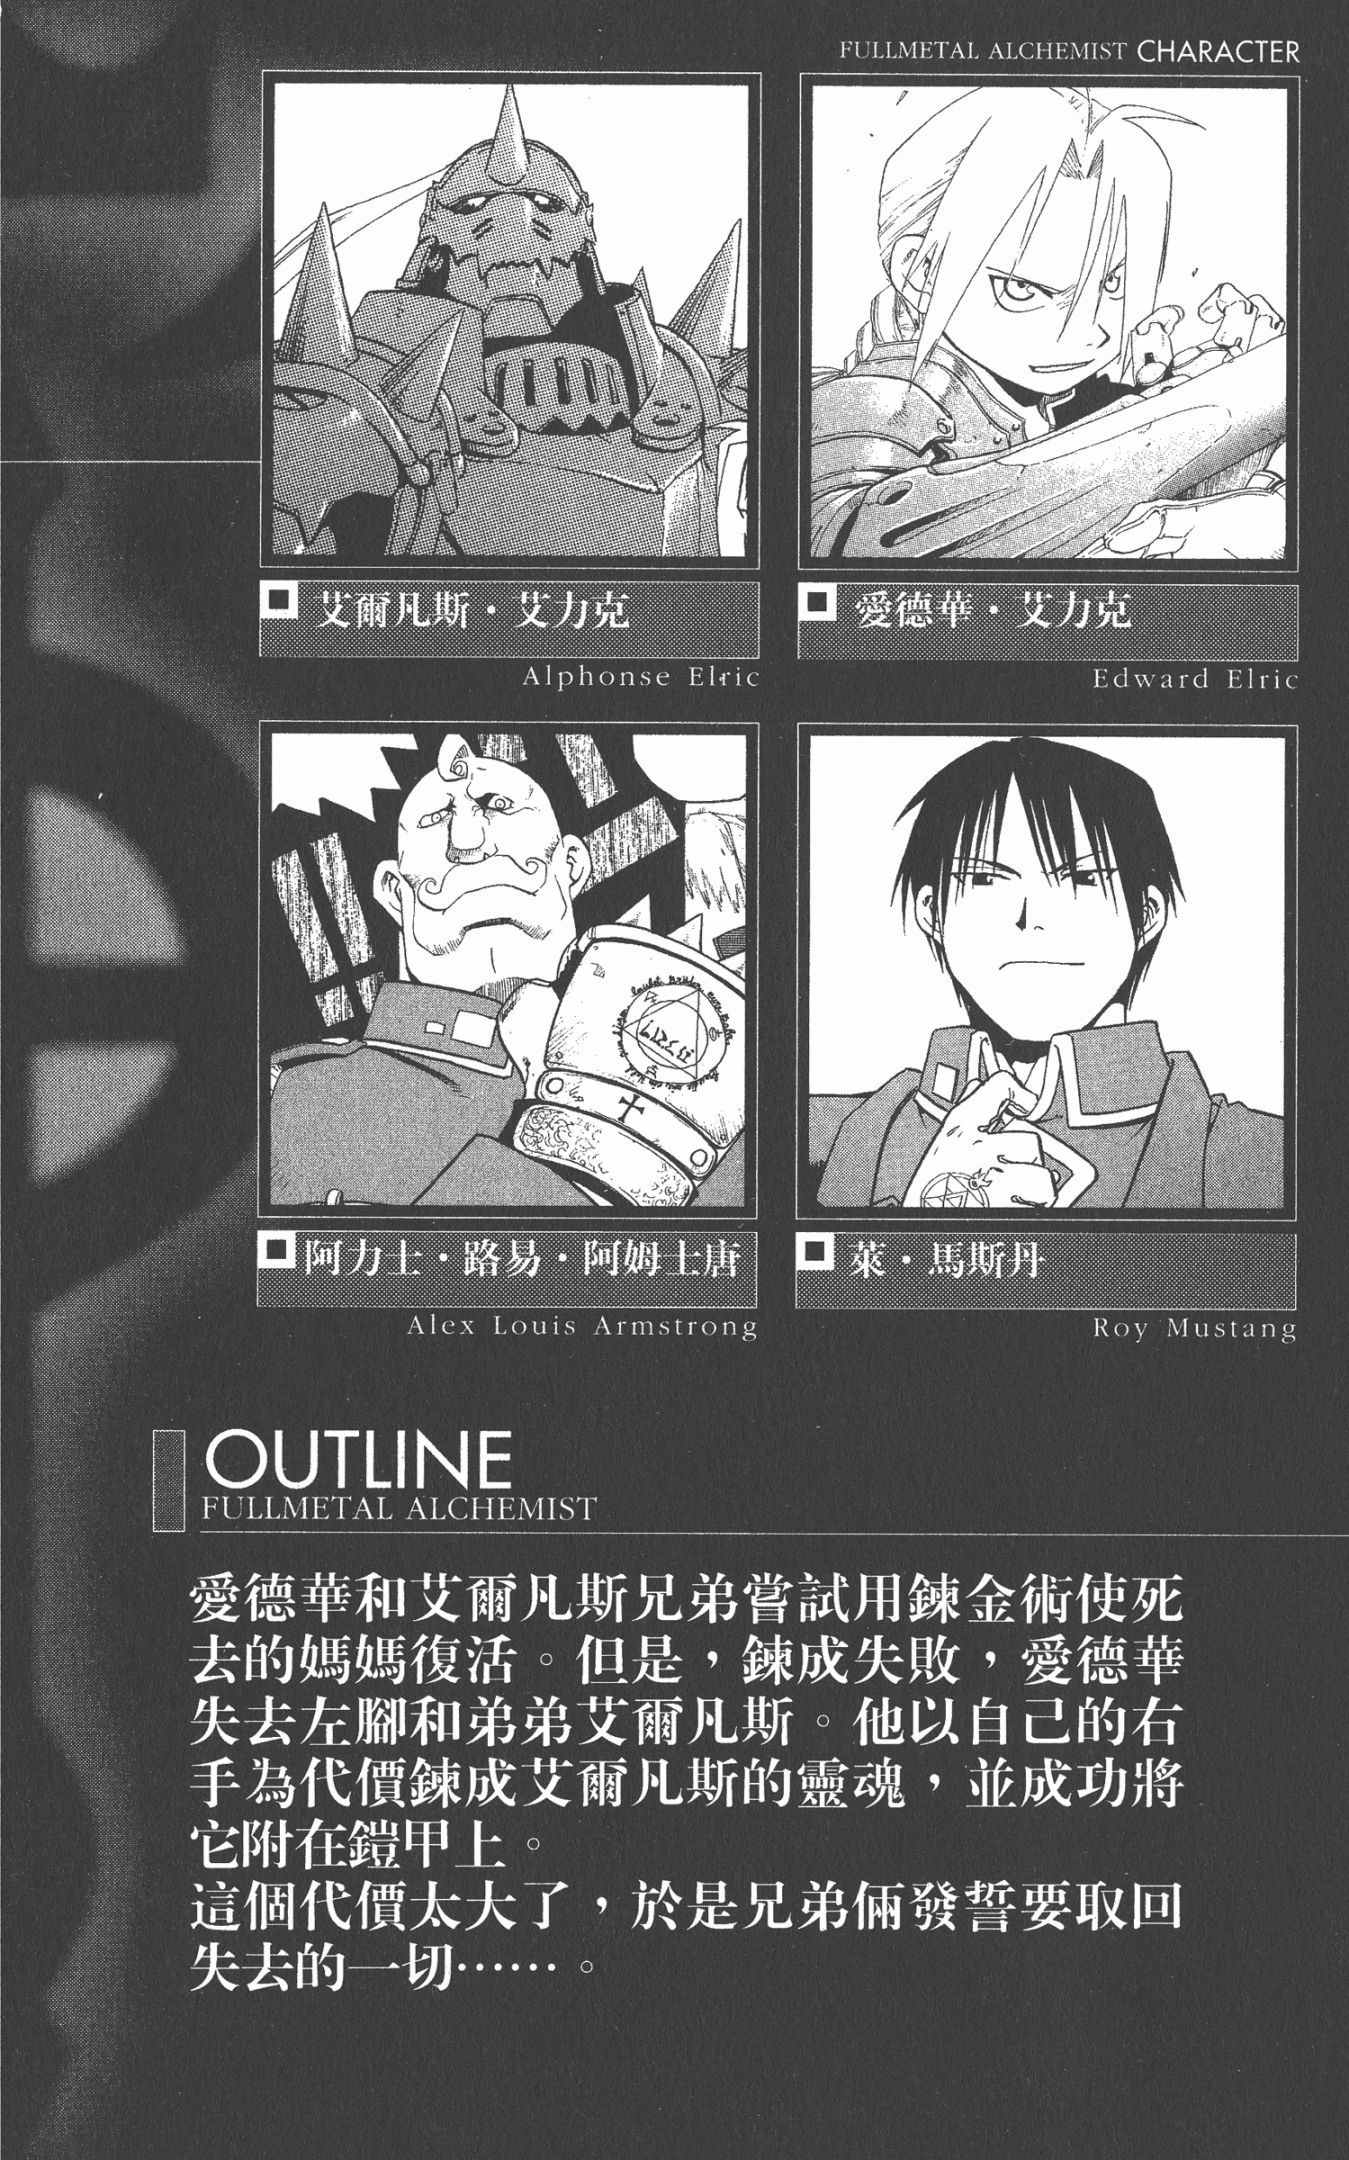 FULLMETAL ALCHEMIST CHARACTER
艾爾凡斯・艾力克
Alphonse Elric
愛德華・艾力克
Edward Elric
阿力士・路易・阿姆士唐
Alex Louis Armstrong
萊・馬斯丹
Roy Mustang
OUTLINE
FULLMETAL ALCHEMIST
愛德華和艾爾凡斯兄弟嘗試用鍊金術使死
去的媽媽復活。但是，鍊成失敗，愛德華
失去左腳和弟弟艾爾凡斯。他以自己的右
手為代價鍊成艾爾凡斯的靈魂，並成功將
它附在鎧甲上。
這個代價太大了，於是兄弟倆發誓要取回
失去的一切……。